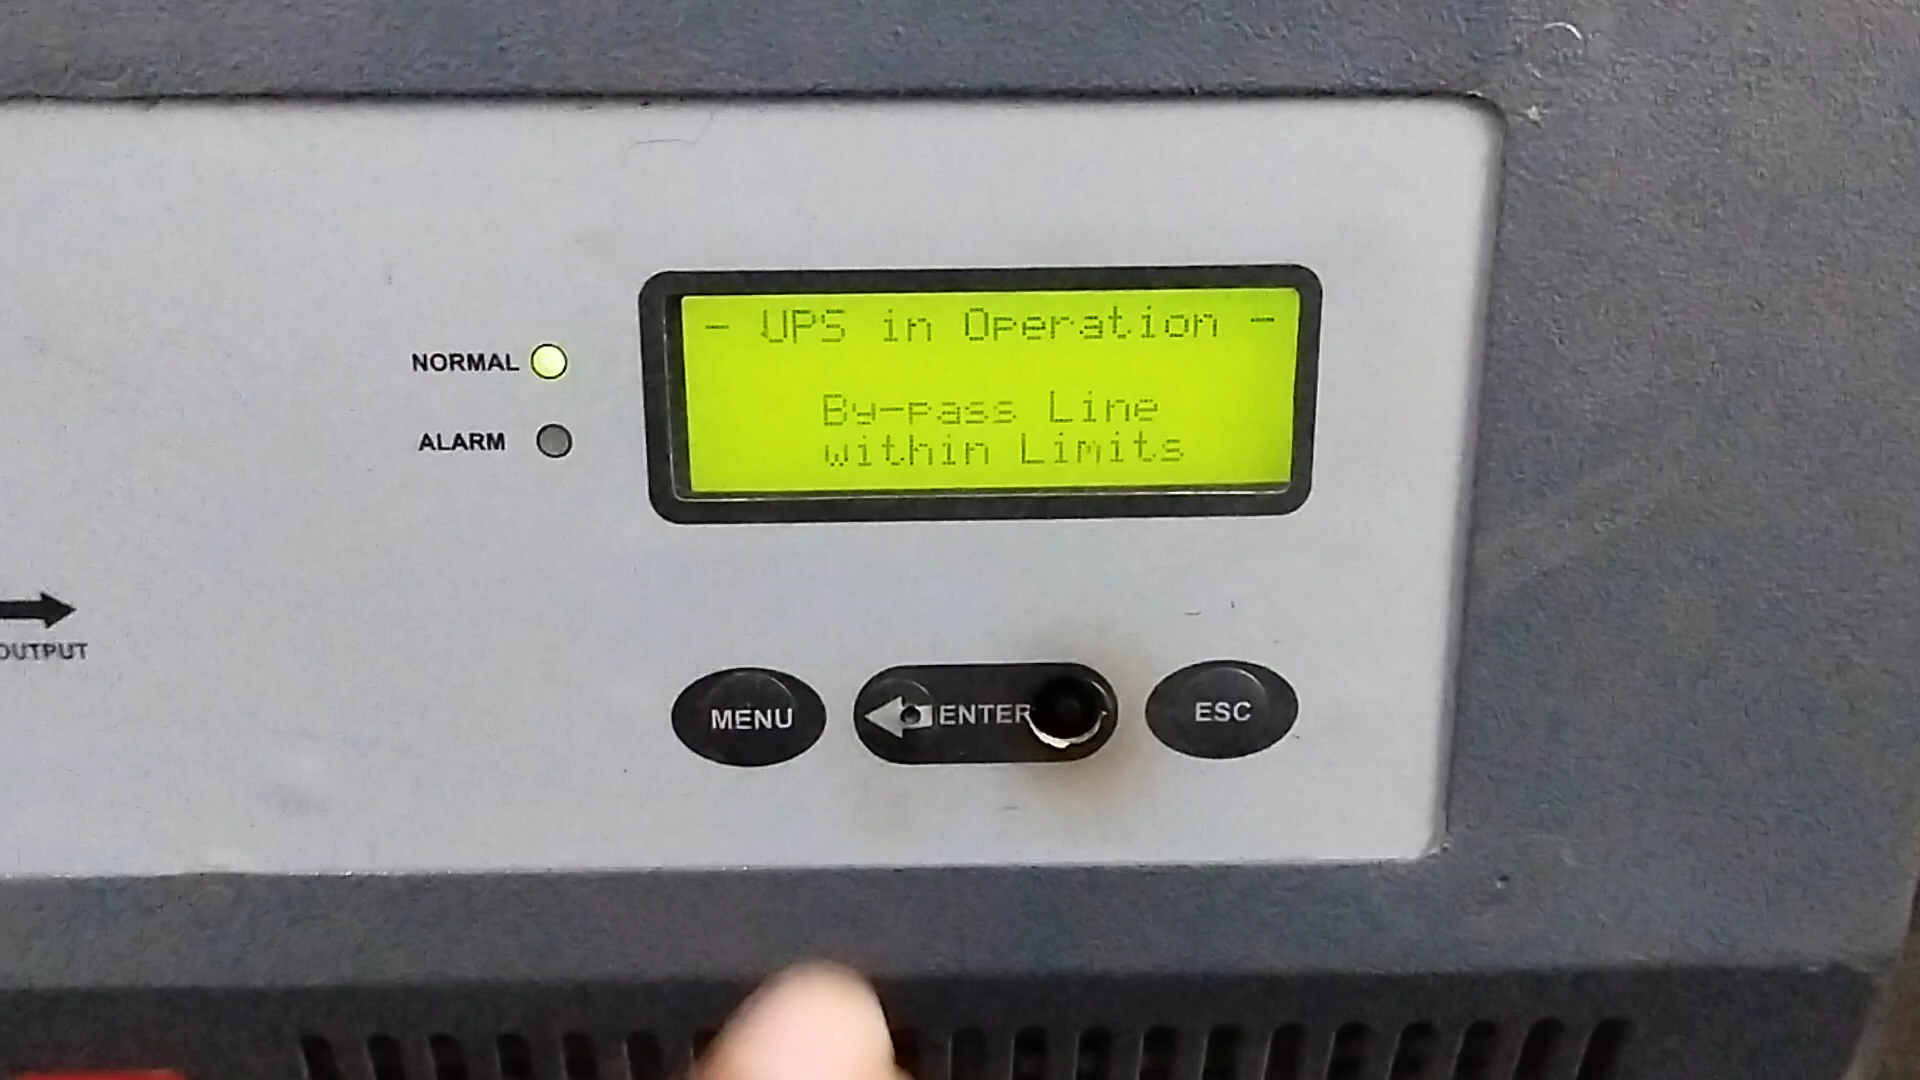 - UPS in Operation -
By-pass Line
within Limits
NORMAL
ALARM
OUTPUT
MENU
ENTER
ESC